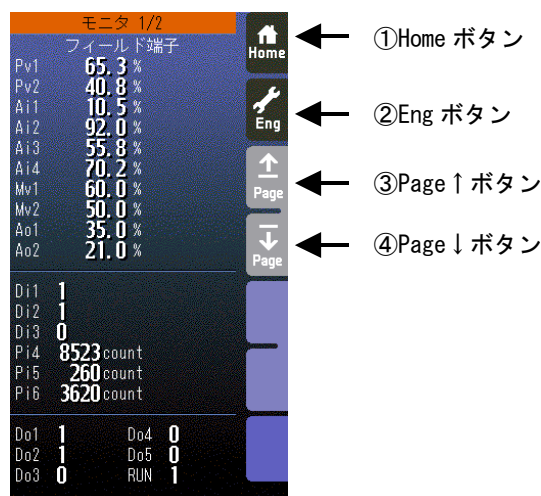 モニタ 1/2
フィールド端子
Pv1 65.3 %
Pv2 40.8 %
Ai1 10.5 %
Ai2 92.0 %
Ai3 55.8 %
Ai4 70.2 %
Mv1 60.0 %
Mv2 50.0 %
Ao1 35.0 %
Ao2 21.0 %
Di1 1
Di2 1
Di3 0
Pi4 8523 count
Pi5 260 count
Pi6 3620 count
Do1 1 Do4 0
Do2 1 Do5 0
Do3 0 RUN 1
Home
Eng
Page
Page
①Home ボタン
②Eng ボタン
③Page↑ボタン
④Page↓ボタン